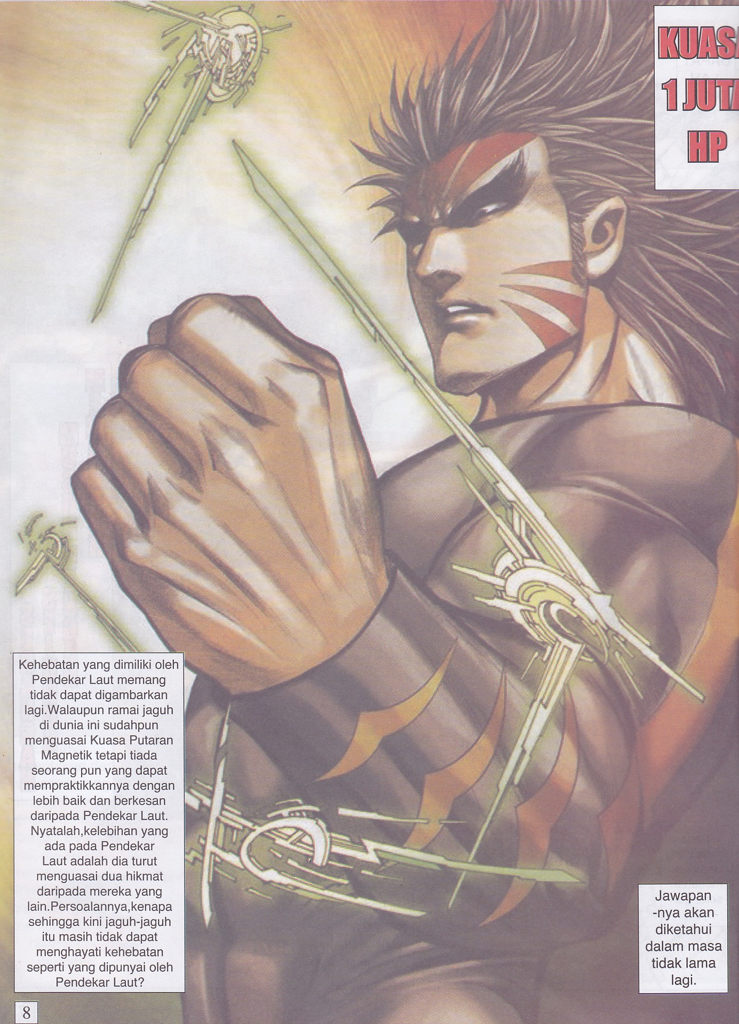 KUASA
1 JUTA
HP
Kehebatan yang dimiliki oleh
Pendekar Laut memang
tidak dapat digambarkan
lagi.Walaupun ramai jaguh
di dunia ini sudahpun
menguasai Kuasa Putaran
Magnetik tetapi tiada
seorang pun yang dapat
mempraktikkannya dengan
lebih baik dan berkesan
daripada Pendekar Laut.
Nyatalah,kelebihan yang
ada pada Pendekar
Laut adalah dia turut
menguasai dua hikmat
daripada mereka yang
lain.Persoalannya,kenapa
sehingga kini jaguh-jaguh
itu masih tidak dapat
menghayati kehebatan
seperti yang dipunyai oleh
Pendekar Laut?
Jawapan
-nya akan
diketahui
dalam masa
tidak lama
lagi.
8